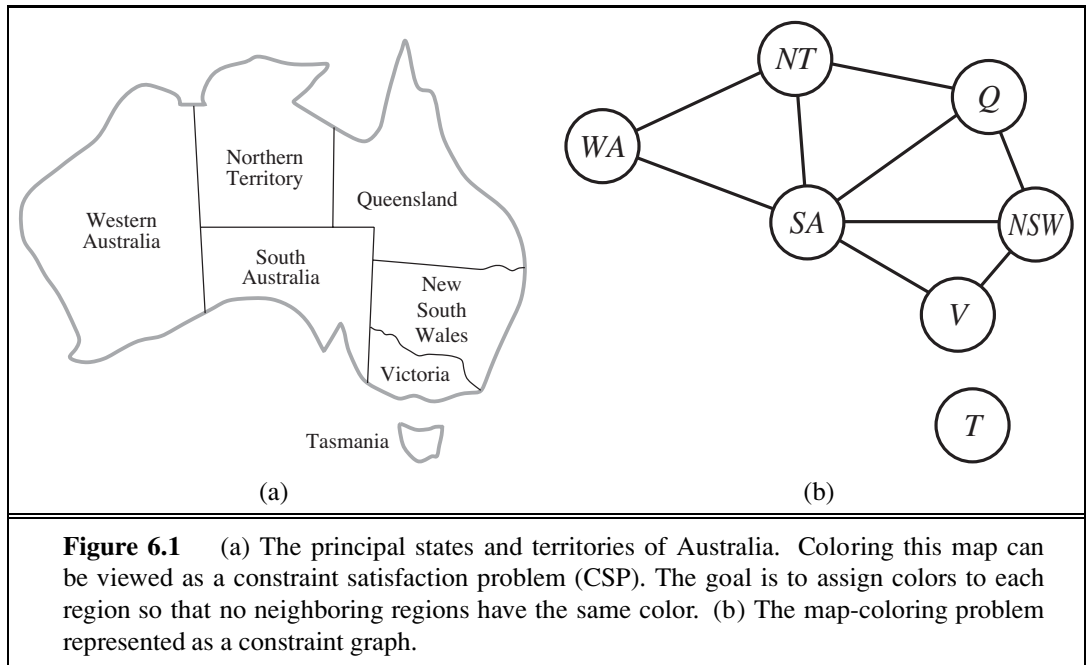 Northern
Territory
Queensland
Western
Australia
South
Australia
New
South
Wales
Victoria
Tasmania
(a)
NT
Q
WA
SA
NSW
V
T
(b)
Figure 6.1 (a) The principal states and territories of Australia. Coloring this map can
be viewed as a constraint satisfaction problem (CSP). The goal is to assign colors to each
region so that no neighboring regions have the same color. (b) The map-coloring problem
represented as a constraint graph.